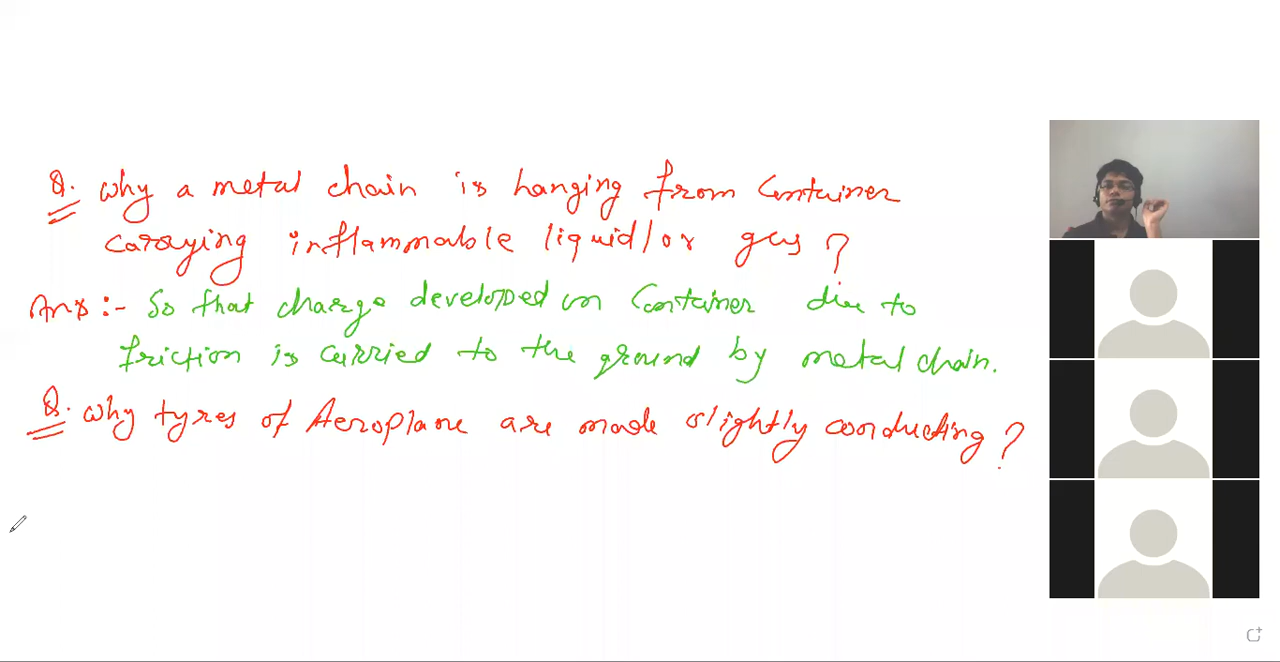 Q. Why a metal chain is hanging from Container
carrying inflammable liquid/or gas ?
Ans :- So that charge developed on Container due to
friction is carried to the ground by metal chain.
Q. Why tyres of Aeroplane are made slightly conducting ?